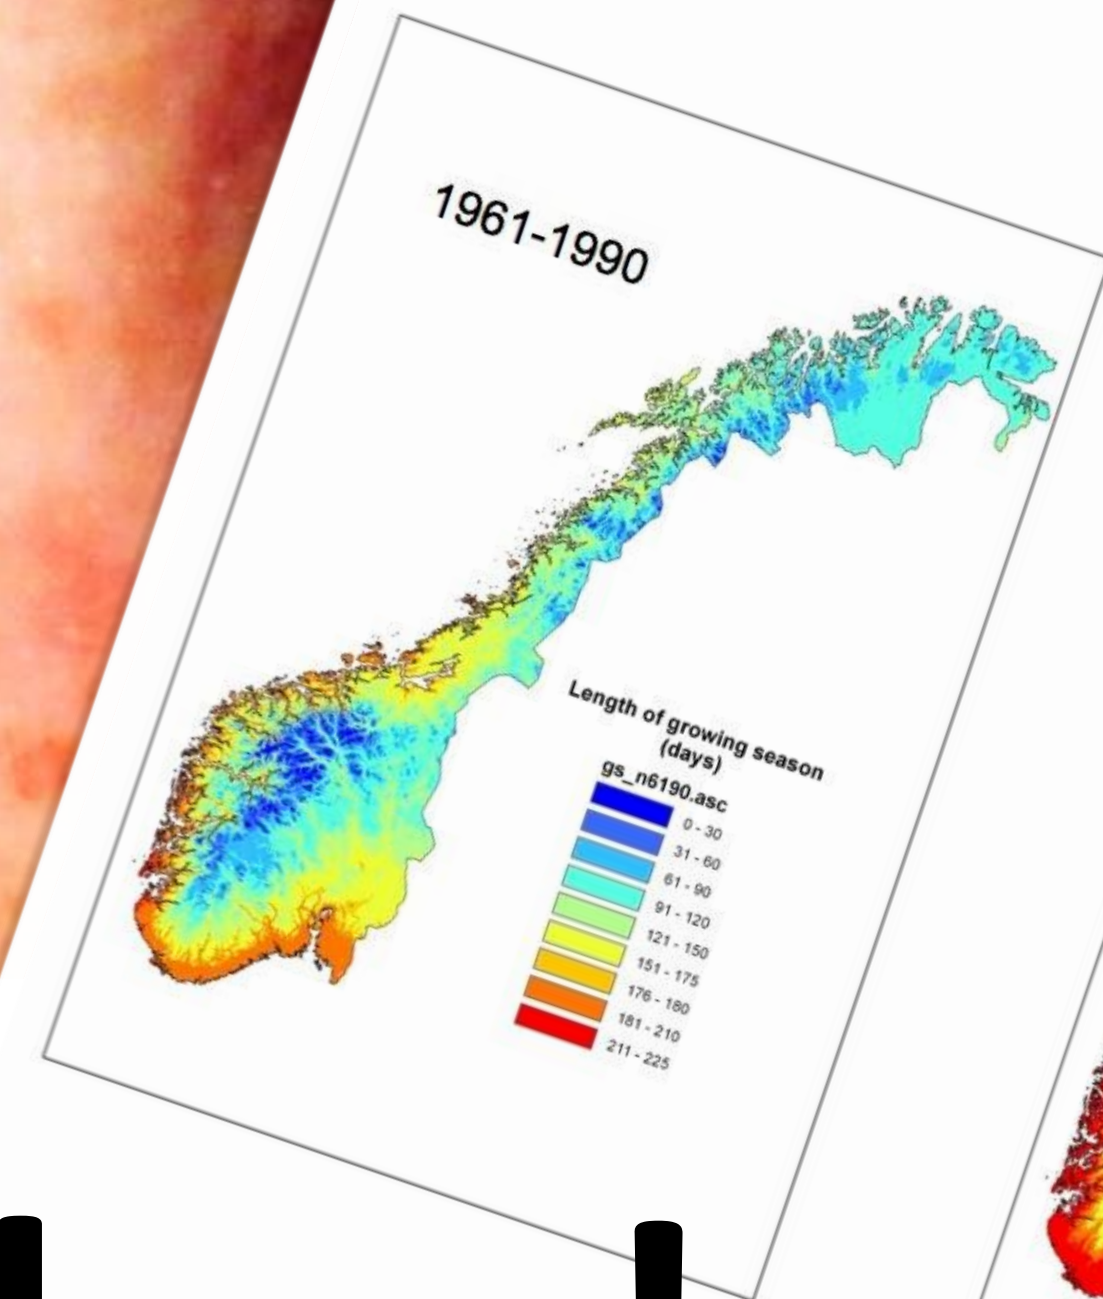 1961-1990
Length of growing season
(days)
gs_n6190.asc
0 - 30
31 - 60
61 - 90
91 - 120
121 - 150
151 - 175
176 - 180
181 - 210
211 - 225